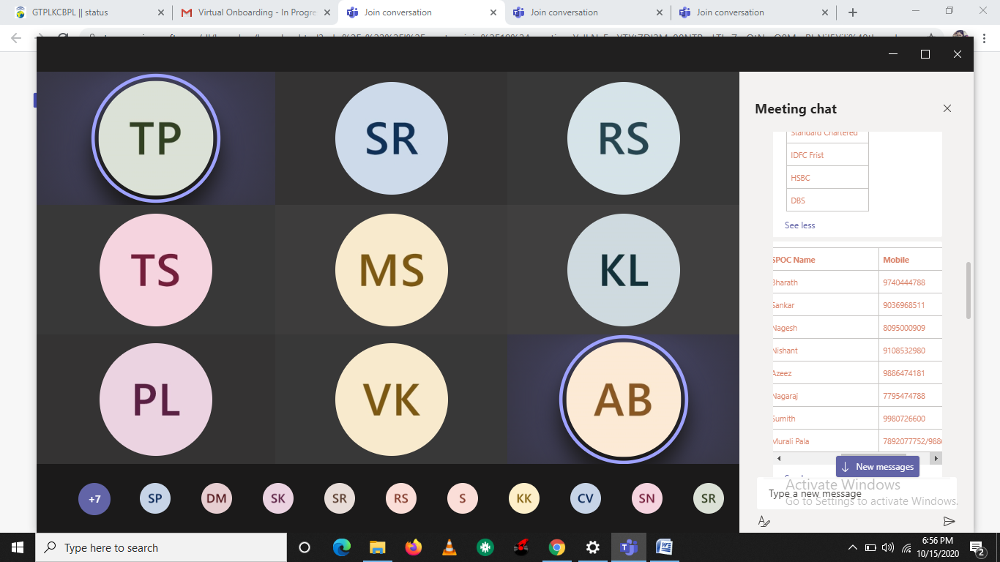 GTPLKCBPL || status
Virtual Onboarding - In Progre
Join conversation
Join conversation
Join conversation
Meeting chat
Standard Chartered
IDFC Frist
HSBC
DBS
See less
SPOC Name Mobile
Bharath 9740444788
Sankar 9036968511
Nagesh 8095000909
Nishant 9108532980
Azeez 9886474181
Nagaraj 7795474788
Sumith 9980726600
Murali Pala 7892077752/988
New messages
Type a new message
Activate Windows
Go to Settings to activate Windows.
TP SR RS
TS MS KL
PL VK AB
+7 SP DM SK SR RS S KK CV SN SR
Type here to search
6:56 PM
10/15/2020
2